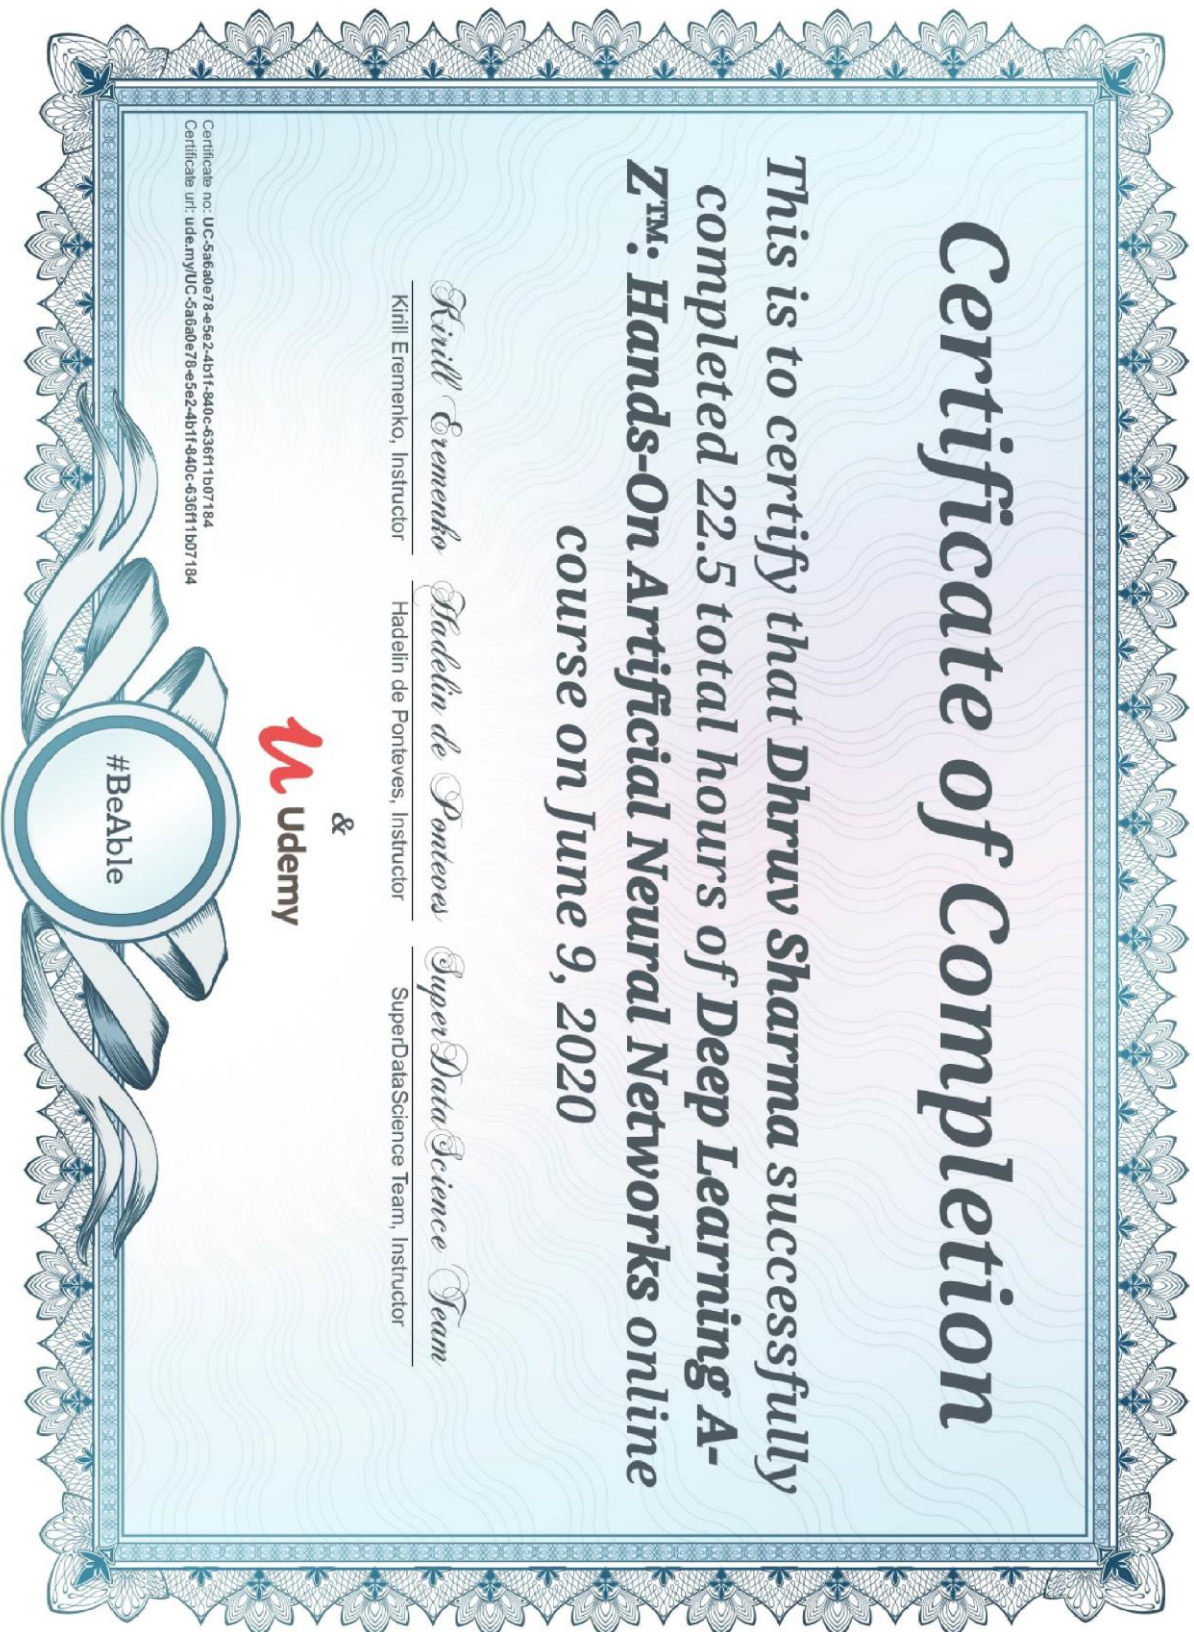 Certificate of Completion
This is to certify that Dhruv Sharma successfully
completed 22.5 total hours of Deep Learning A-
Z™: Hands-On Artificial Neural Networks online
course on June 9, 2020
Kirill Eremenko Hadelin de Ponteves SuperDataScience Team
Kirill Eremenko, Instructor Hadelin de Ponteves, Instructor SuperDataScience Team, Instructor
&
Udemy
Certificate no: UC-5a6a0e78-e5e2-4b1f-840c-636f11b07184
Certificate url: ude.my/UC-5a6a0e78-e5e2-4b1f-840c-636f11b07184
#BeAble